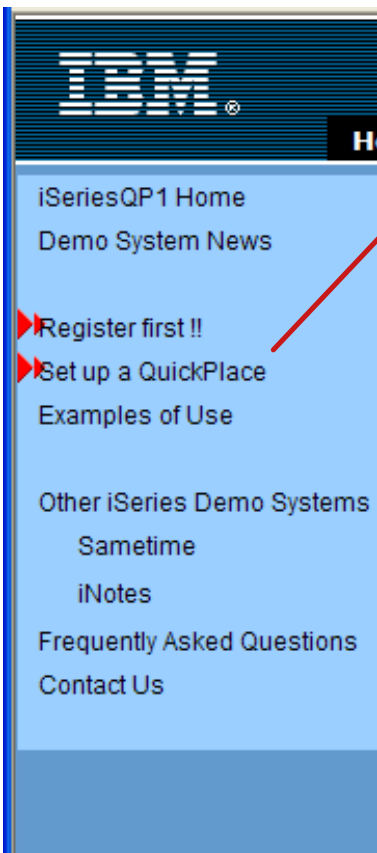 IBM®
iSeriesQP1 Home
Demo System News
Register first !!
Set up a QuickPlace
Examples of Use
Other iSeries Demo Systems
Sametime
iNotes
Frequently Asked Questions
Contact Us